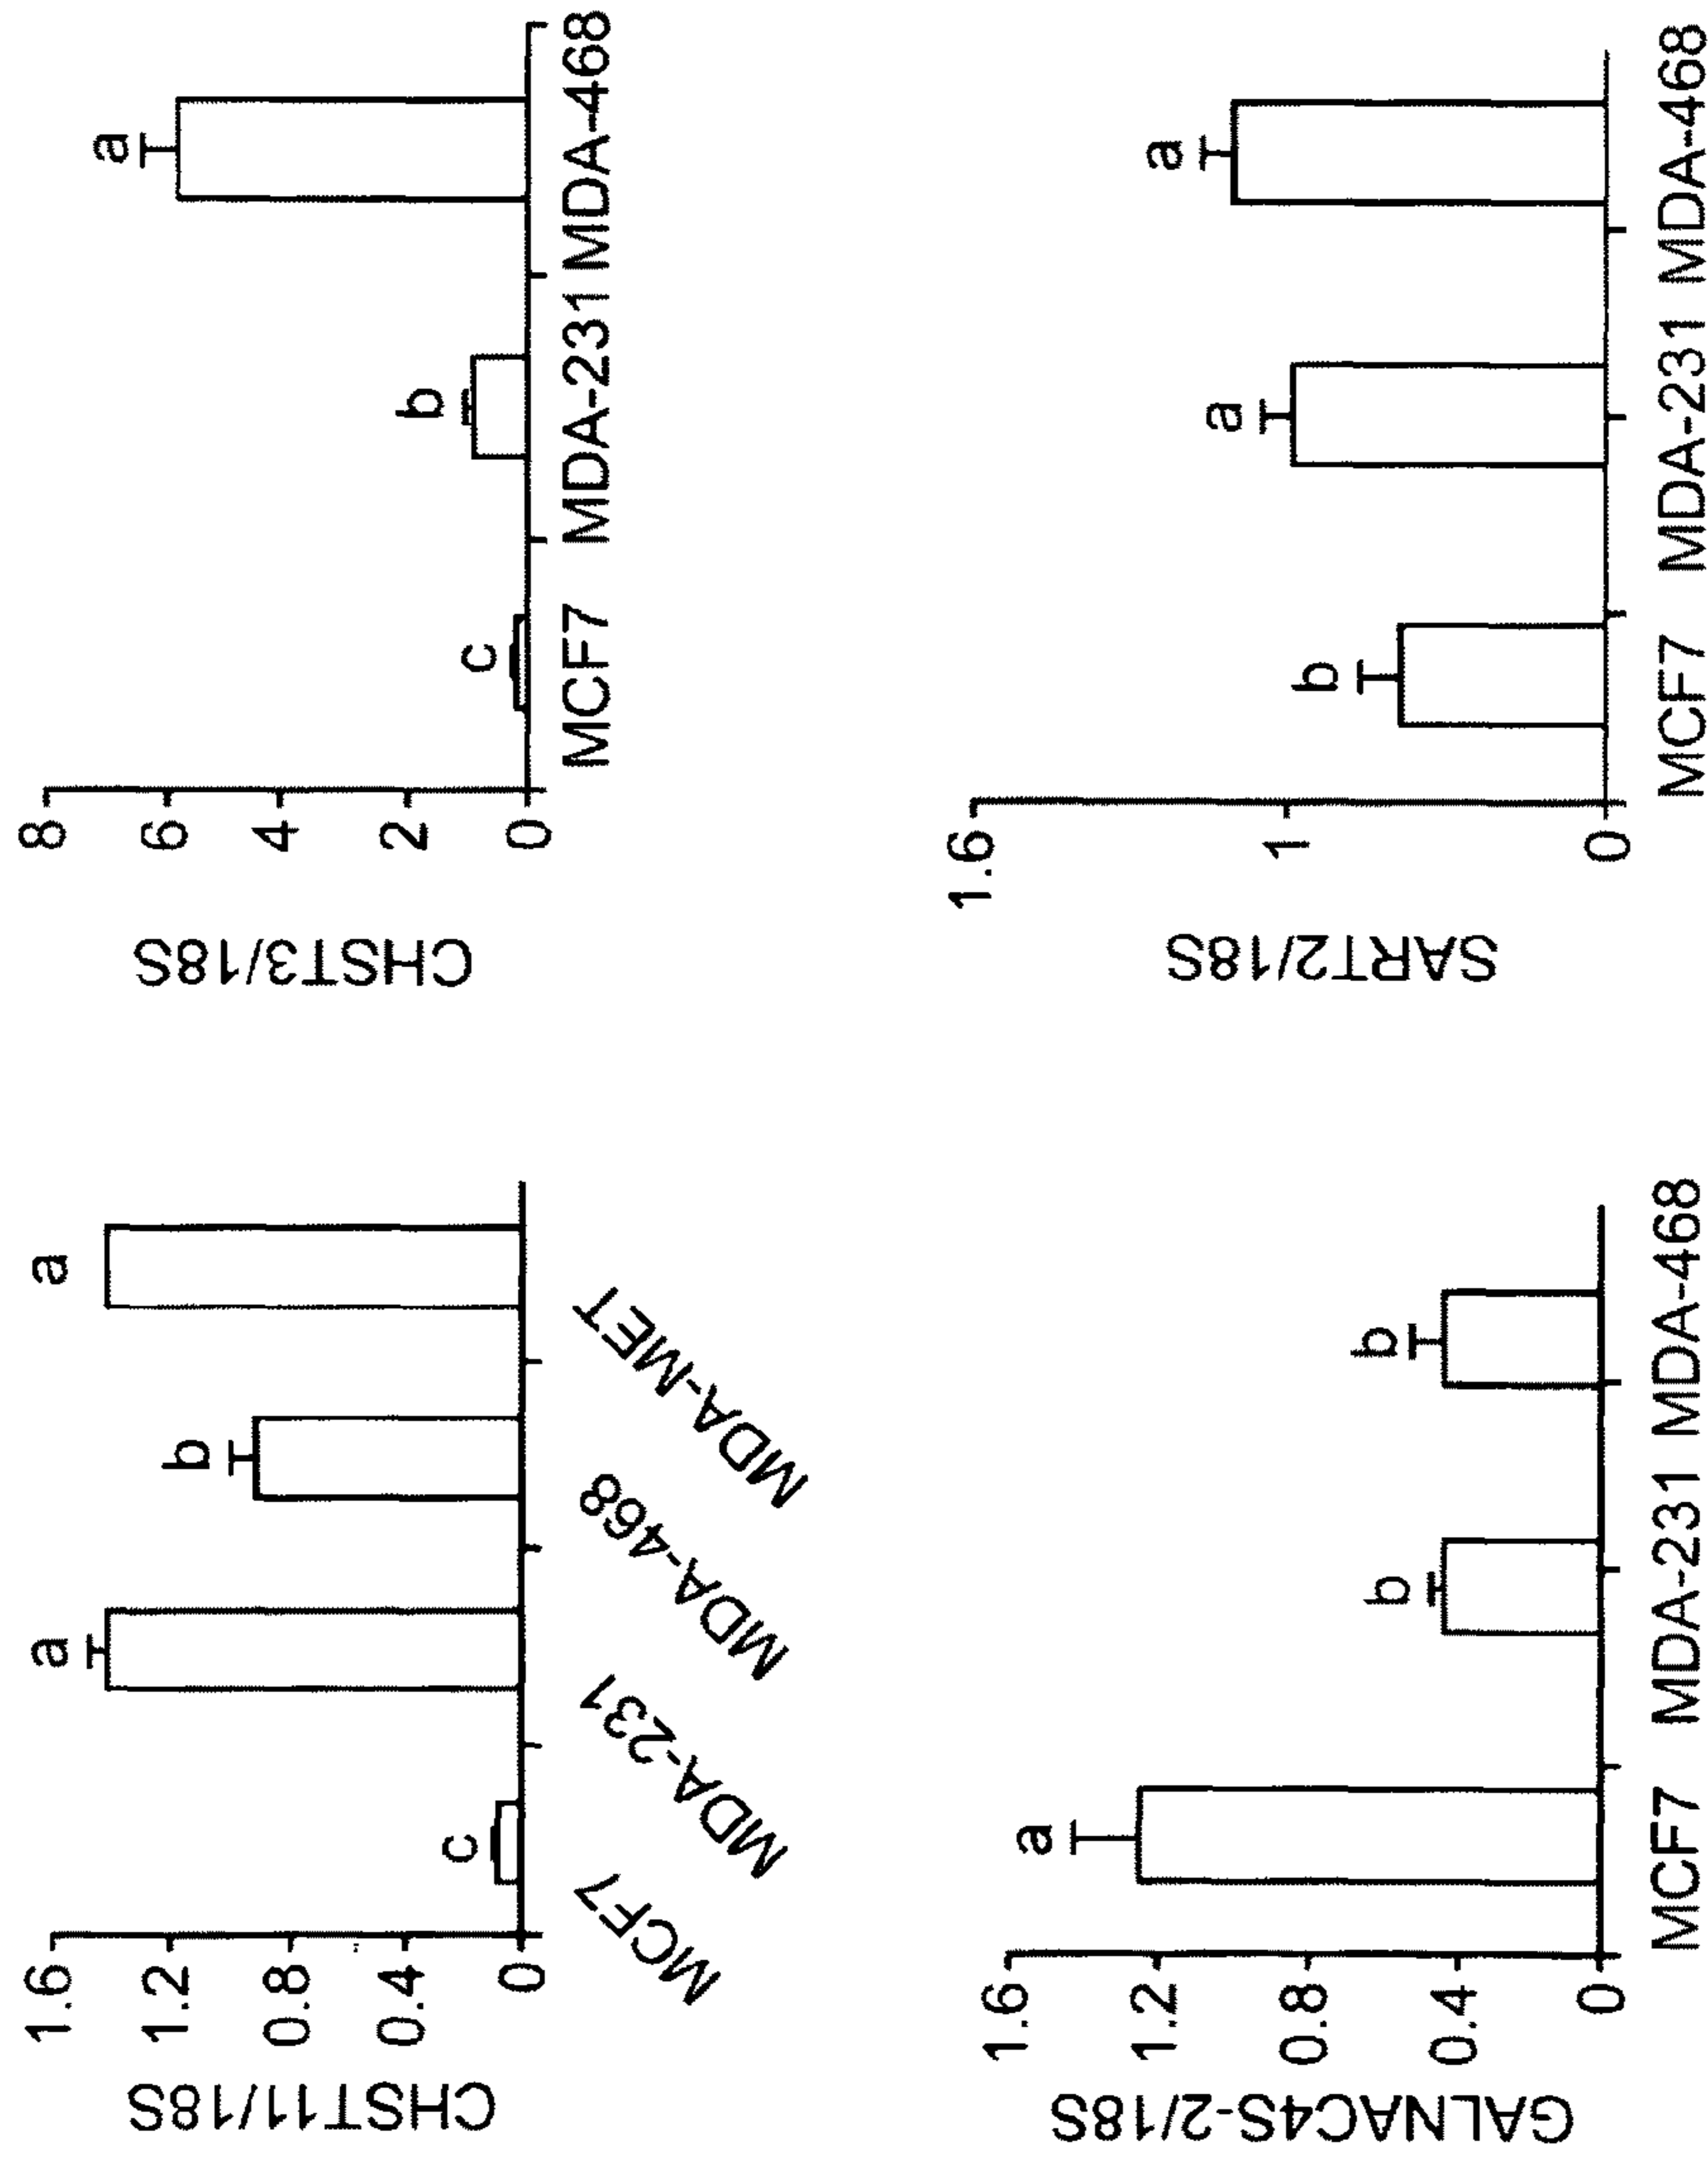 CHST11/18S
1.6
1.2
0.8
0.4
0
c
a
b
a
MCF7
MDA-231
MDA-468
MDA-MET
CHST3/18S
8
6
4
2
0
c
b
a
MCF7 MDA-231 MDA-468
GALNAC4S-2/18S
1.6
1.2
0.8
0.4
0
a
b
b
MCF7 MDA-231 MDA-468
SART2/18S
1.6
1
0
b
a
a
MCF7 MDA-231 MDA-468